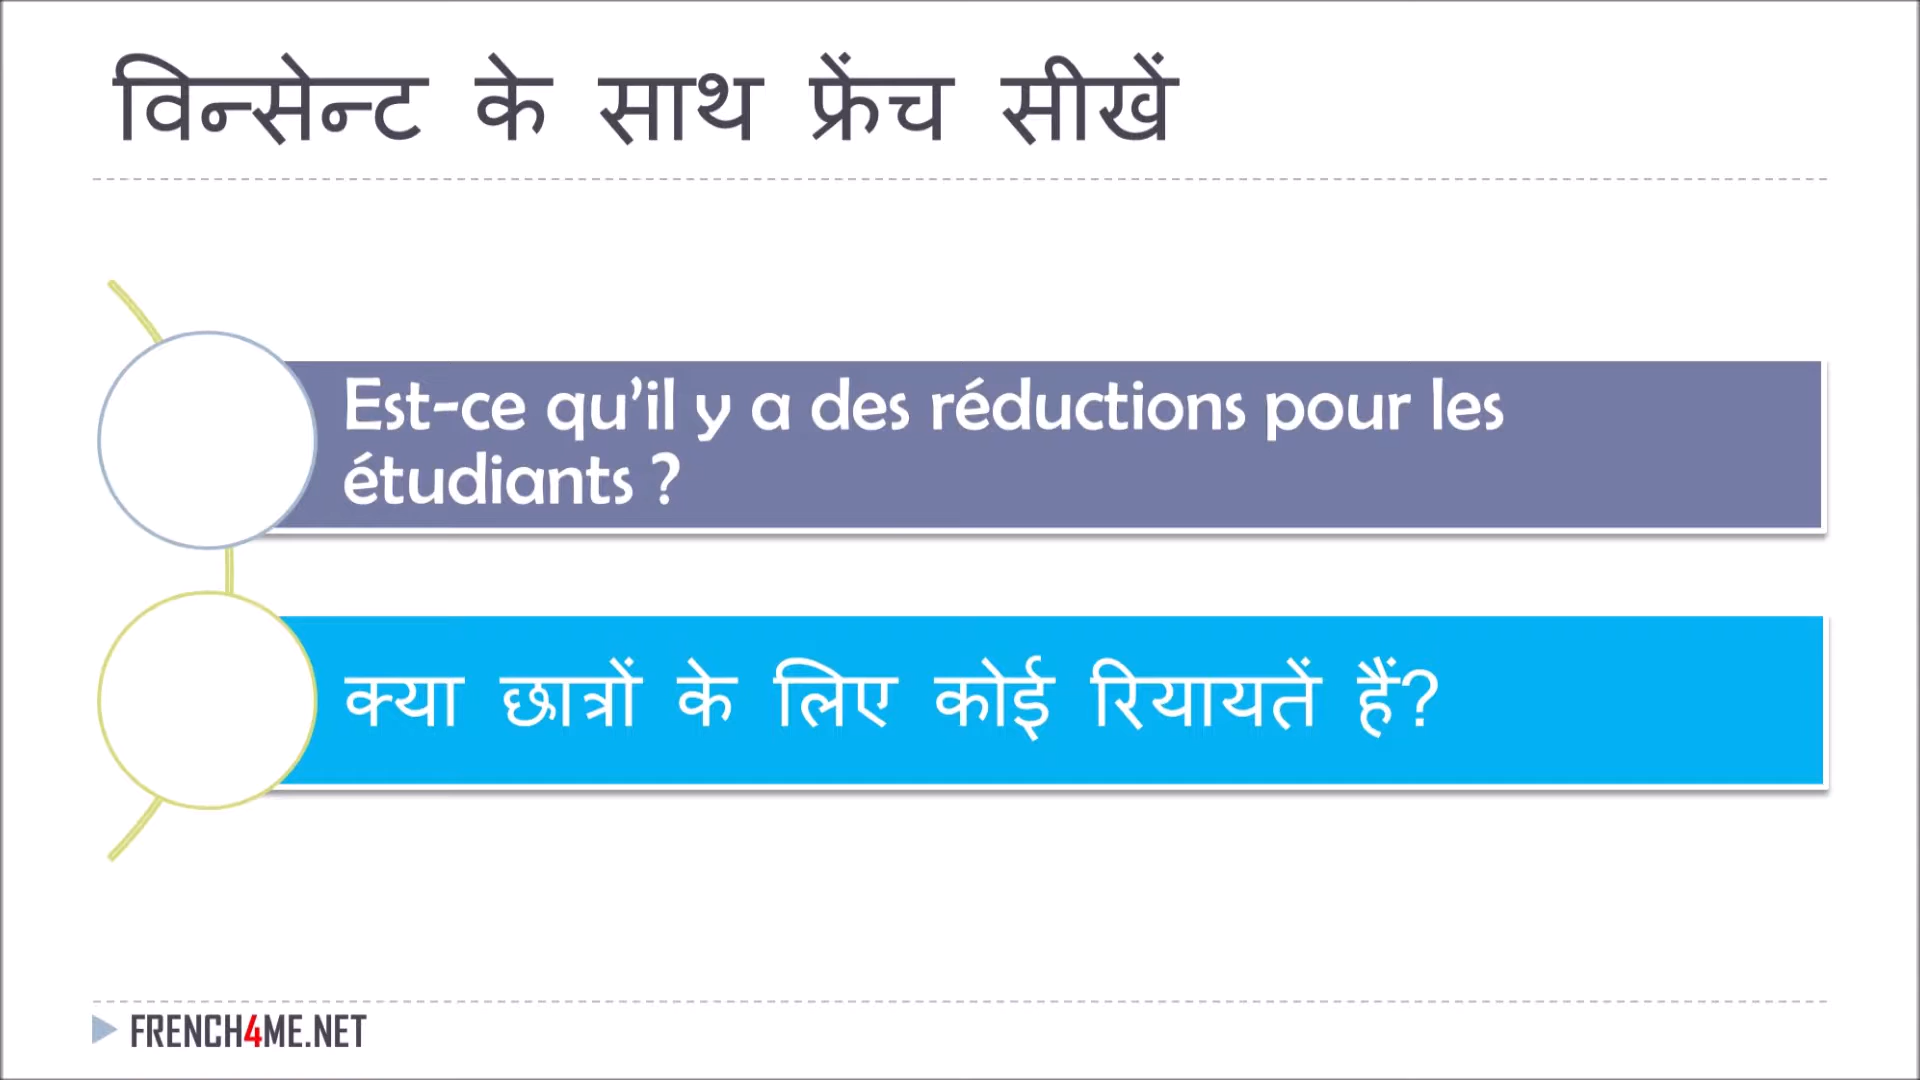 विन्सेन्ट के साथ फ्रेंच सीखें
Est-ce qu’il y a des réductions pour les
étudiants ?
क्या छात्रों के लिए कोई रियायतें हैं?
FRENCH4ME.NET